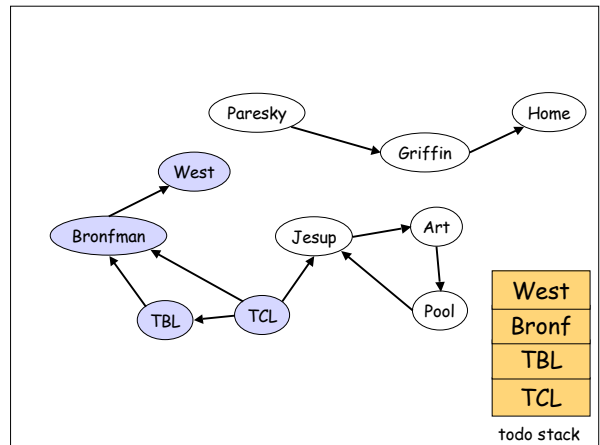 Paresky
Home
Griffin
West
Bronfman
Jesup
Art
TBL
TCL
Pool
West
Bronf
TBL
TCL
todo stack